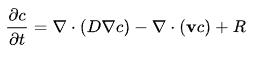 ∂c/∂t = ∇ · (D∇c) − ∇ · (𝐯c) + R